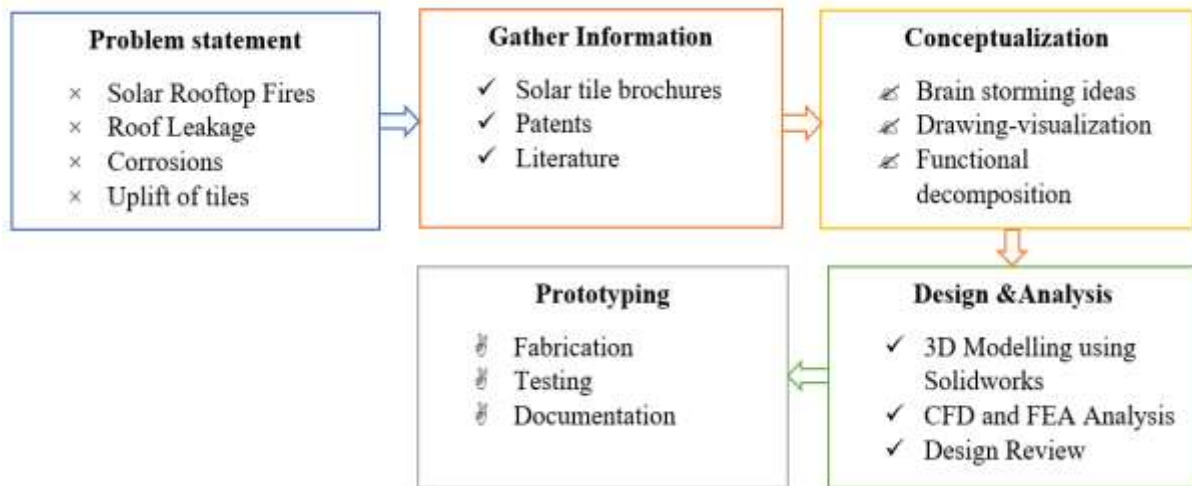 Problem statement
× Solar Rooftop Fires
× Roof Leakage
× Corrosions
× Uplift of tiles
Gather Information
✓ Solar tile brochures
✓ Patents
✓ Literature
Conceptualization
Brain storming ideas
Drawing-visualization
Functional
decomposition
Design &Analysis
✓ 3D Modelling using
Solidworks
✓ CFD and FEA Analysis
✓ Design Review
Prototyping
Fabrication
Testing
Documentation